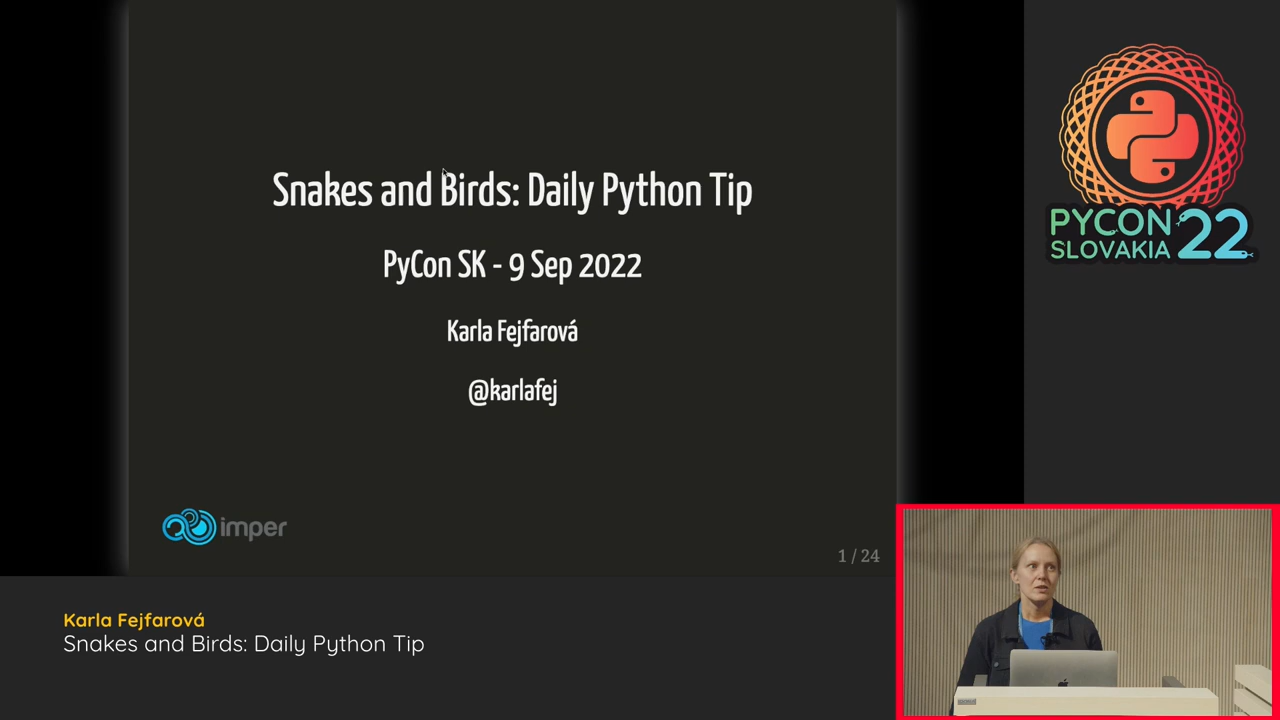 Snakes and Birds: Daily Python Tip
PyCon SK - 9 Sep 2022
Karla Fejfarová
@karlafej
imper
1 / 24
PYCON
SLOVAKIA
22
Karla Fejfarová
Snakes and Birds: Daily Python Tip